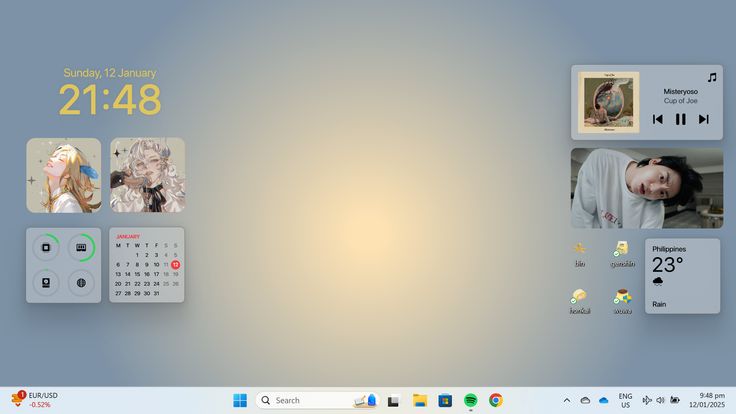 Sunday, 12 January
21:48
JANUARY
M T W T F S S
1 2 3 4 5
6 7 8 9 10 11 12
13 14 15 16 17 18 19
20 21 22 23 24 25 26
27 28 29 30 31
Misteryoso
Cup of Joe
bin
genshin
honkai
wuwa
Philippines
23°
Rain
1
EUR/USD
-0.52%
Search
ENG
US
9:48 pm
12/01/2025